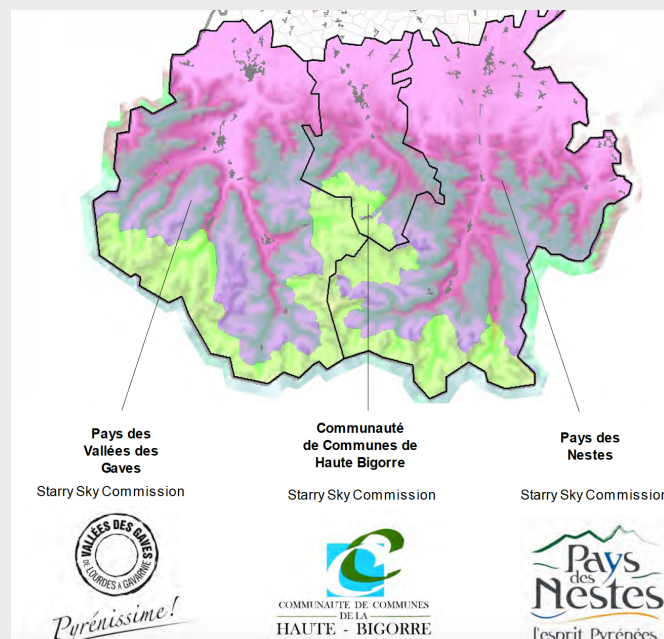 Pays des
Vallées des
Gaves
Starry Sky Commission
VALLÉES DES GAVES
DE LOURDES À GAVARNIE
Pyrénissime!
Communauté
de Communes de
Haute Bigorre
Starry Sky Commission
COMMUNAUTE DE COMMUNES
DE LA
HAUTE - BIGORRE
Pays des
Nestes
Starry Sky Commission
Pays
des
Nestes
l'esprit Pyrénées